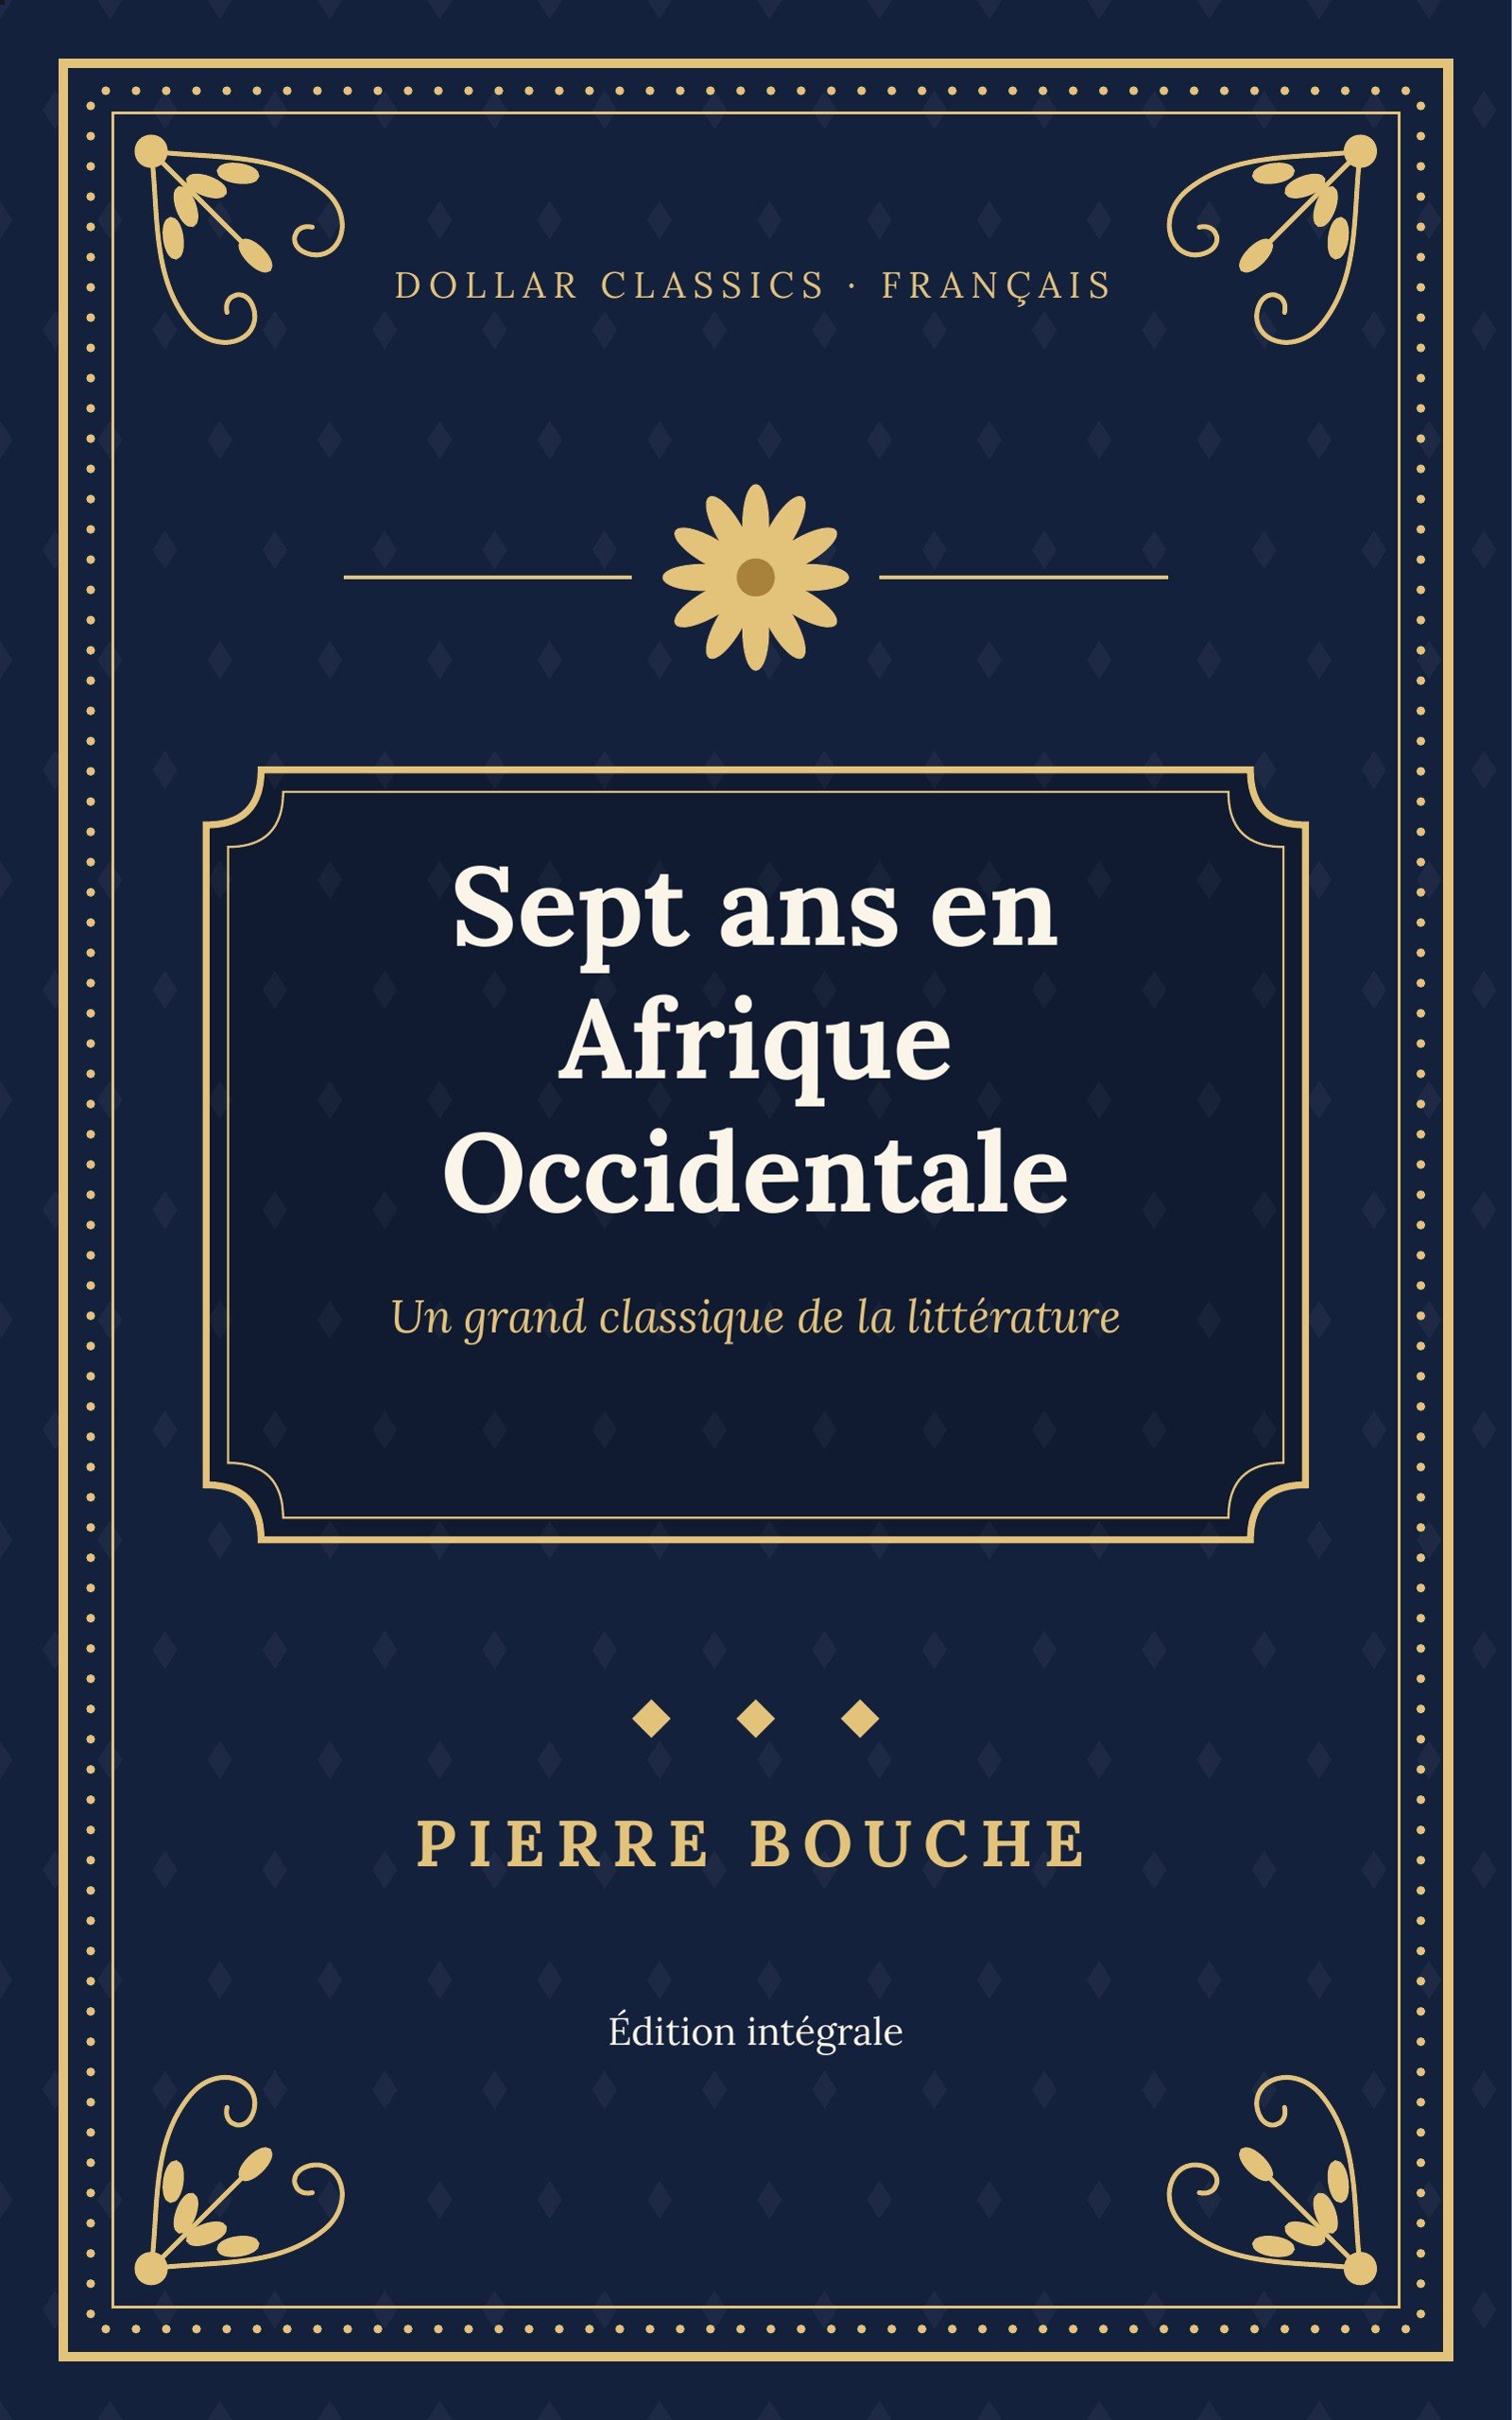 DOLLAR CLASSICS · FRANÇAIS
Sept ans en
Afrique
Occidentale
Un grand classique de la littérature
PIERRE BOUCHE
Édition intégrale